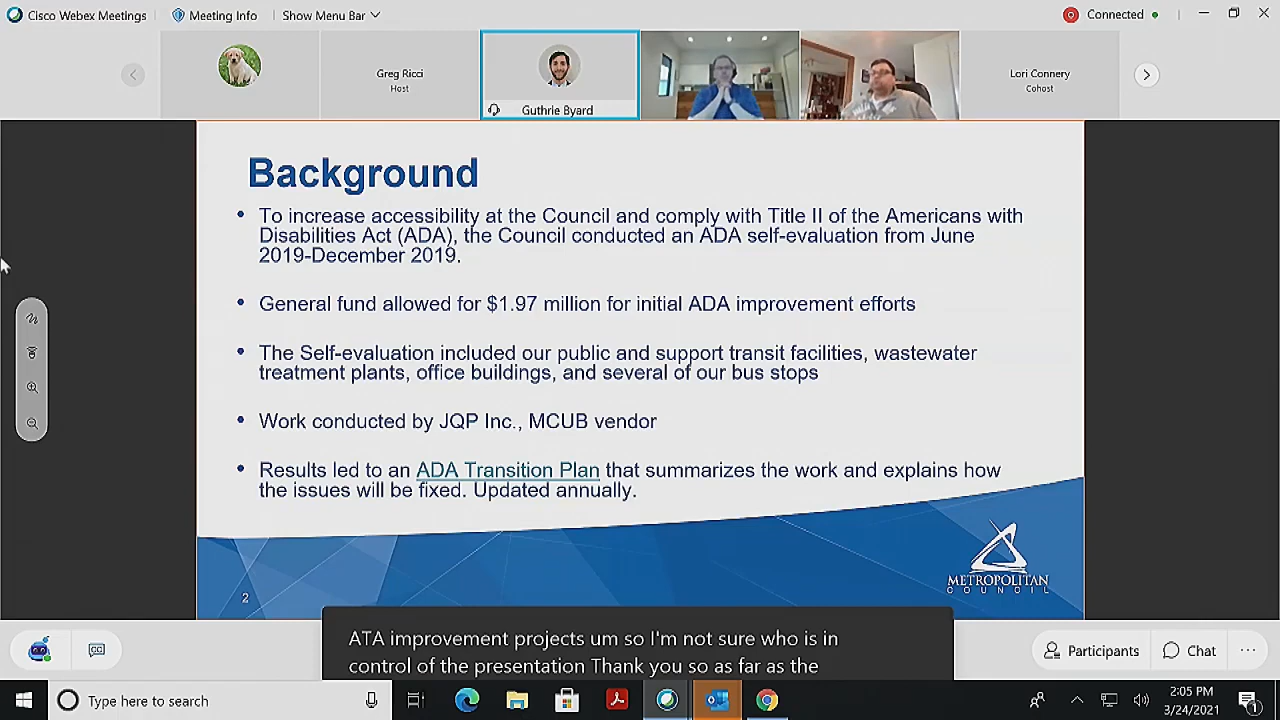 Cisco Webex Meetings
Meeting Info
Show Menu Bar
Connected
Greg Ricci
Host
Guthrie Byard
Lori Connery
Cohost
Background
• To increase accessibility at the Council and comply with Title II of the Americans with
Disabilities Act (ADA), the Council conducted an ADA self-evaluation from June
2019-December 2019.
• General fund allowed for $1.97 million for initial ADA improvement efforts
• The Self-evaluation included our public and support transit facilities, wastewater
treatment plants, office buildings, and several of our bus stops
• Work conducted by JQP Inc., MCUB vendor
• Results led to an ADA Transition Plan that summarizes the work and explains how
the issues will be fixed. Updated annually.
METROPOLITAN
COUNCIL
2
ATA improvement projects um so I'm not sure who is in
control of the presentation Thank you so as far as the
CC
Participants
Chat
Type here to search
2:05 PM
3/24/2021
1